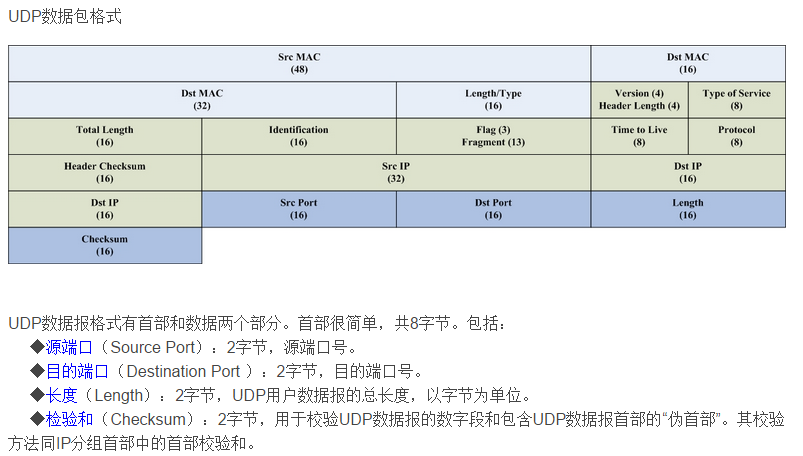 UDP数据包格式
Src MAC
(48)
Dst MAC
(16)
Dst MAC
(32)
Length/Type
(16)
Version (4)
Header Length (4)
Type of Service
(8)
Total Length
(16)
Identification
(16)
Flag (3)
Fragment (13)
Time to Live
(8)
Protocol
(8)
Header Checksum
(16)
Src IP
(32)
Dst IP
(16)
Dst IP
(16)
Src Port
(16)
Dst Port
(16)
Length
(16)
Checksum
(16)
UDP数据报格式有首部和数据两个部分。首部很简单，共8字节。包括：
◆源端口（Source Port）：2字节，源端口号。
◆目的端口（Destination Port ）：2字节，目的端口号。
◆长度（Length）：2字节，UDP用户数据报的总长度，以字节为单位。
◆检验和（Checksum）：2字节，用于校验UDP数据报的数字段和包含UDP数据报首部的“伪首部”。其校验
方法同IP分组首部中的首部校验和。